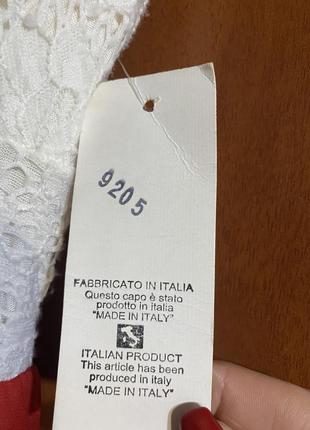 9205
FABBRICATO IN ITALIA
Questo capo è stato
prodotto in italia
"MADE IN ITALY"
ITALIAN PRODUCT
This article has been
produced in italy
"MADE IN ITALY"